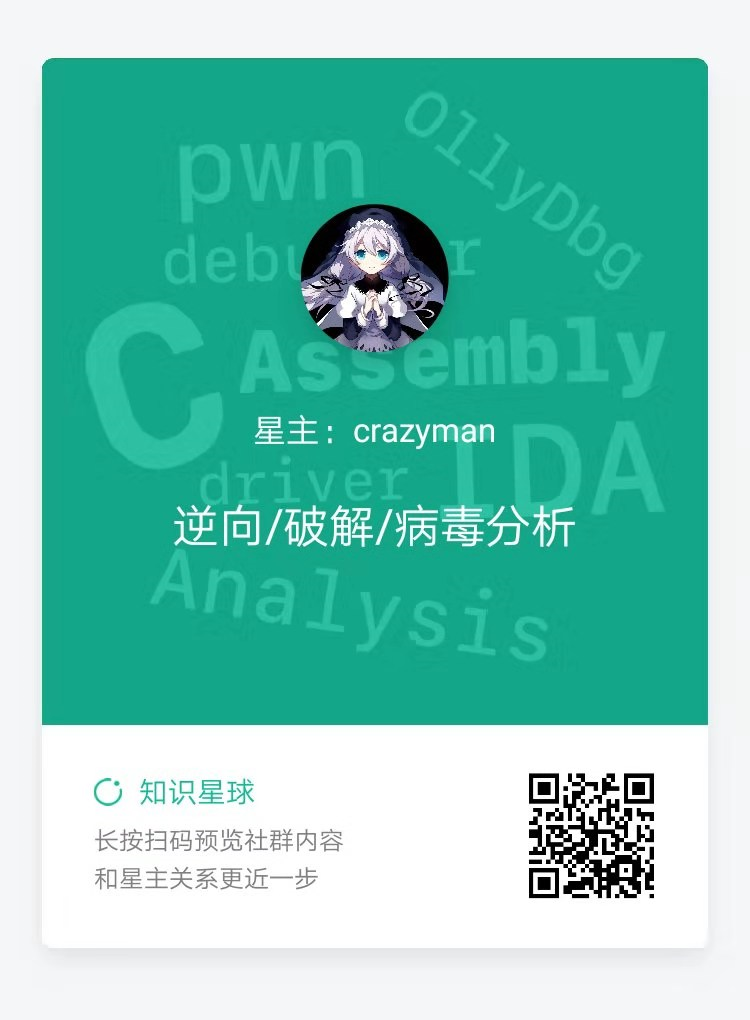 pwn
OllyDbg
C
Assembly
星主：crazyman
driver
IDA
逆向/破解/病毒分析
Analysis
知识星球
长按扫码预览社群内容
和星主关系更近一步